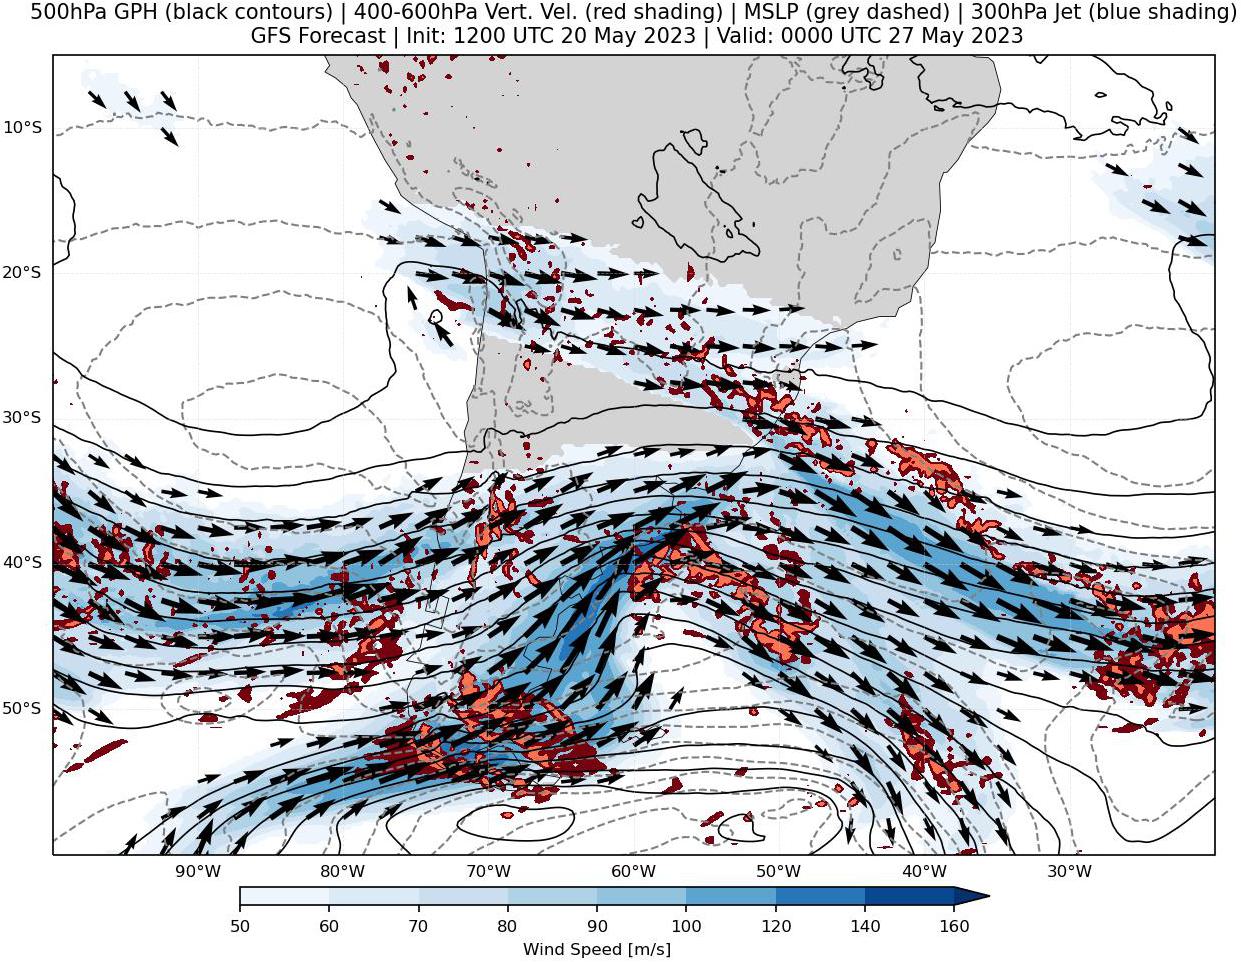 500hPa GPH (black contours) | 400-600hPa Vert. Vel. (red shading) | MSLP (grey dashed) | 300hPa Jet (blue shading)
GFS Forecast | Init: 1200 UTC 20 May 2023 | Valid: 0000 UTC 27 May 2023
10°S
20°S
30°S
40°S
50°S
90°W 80°W 70°W 60°W 50°W 40°W 30°W
50 60 70 80 90 100 120 140 160
Wind Speed [m/s]